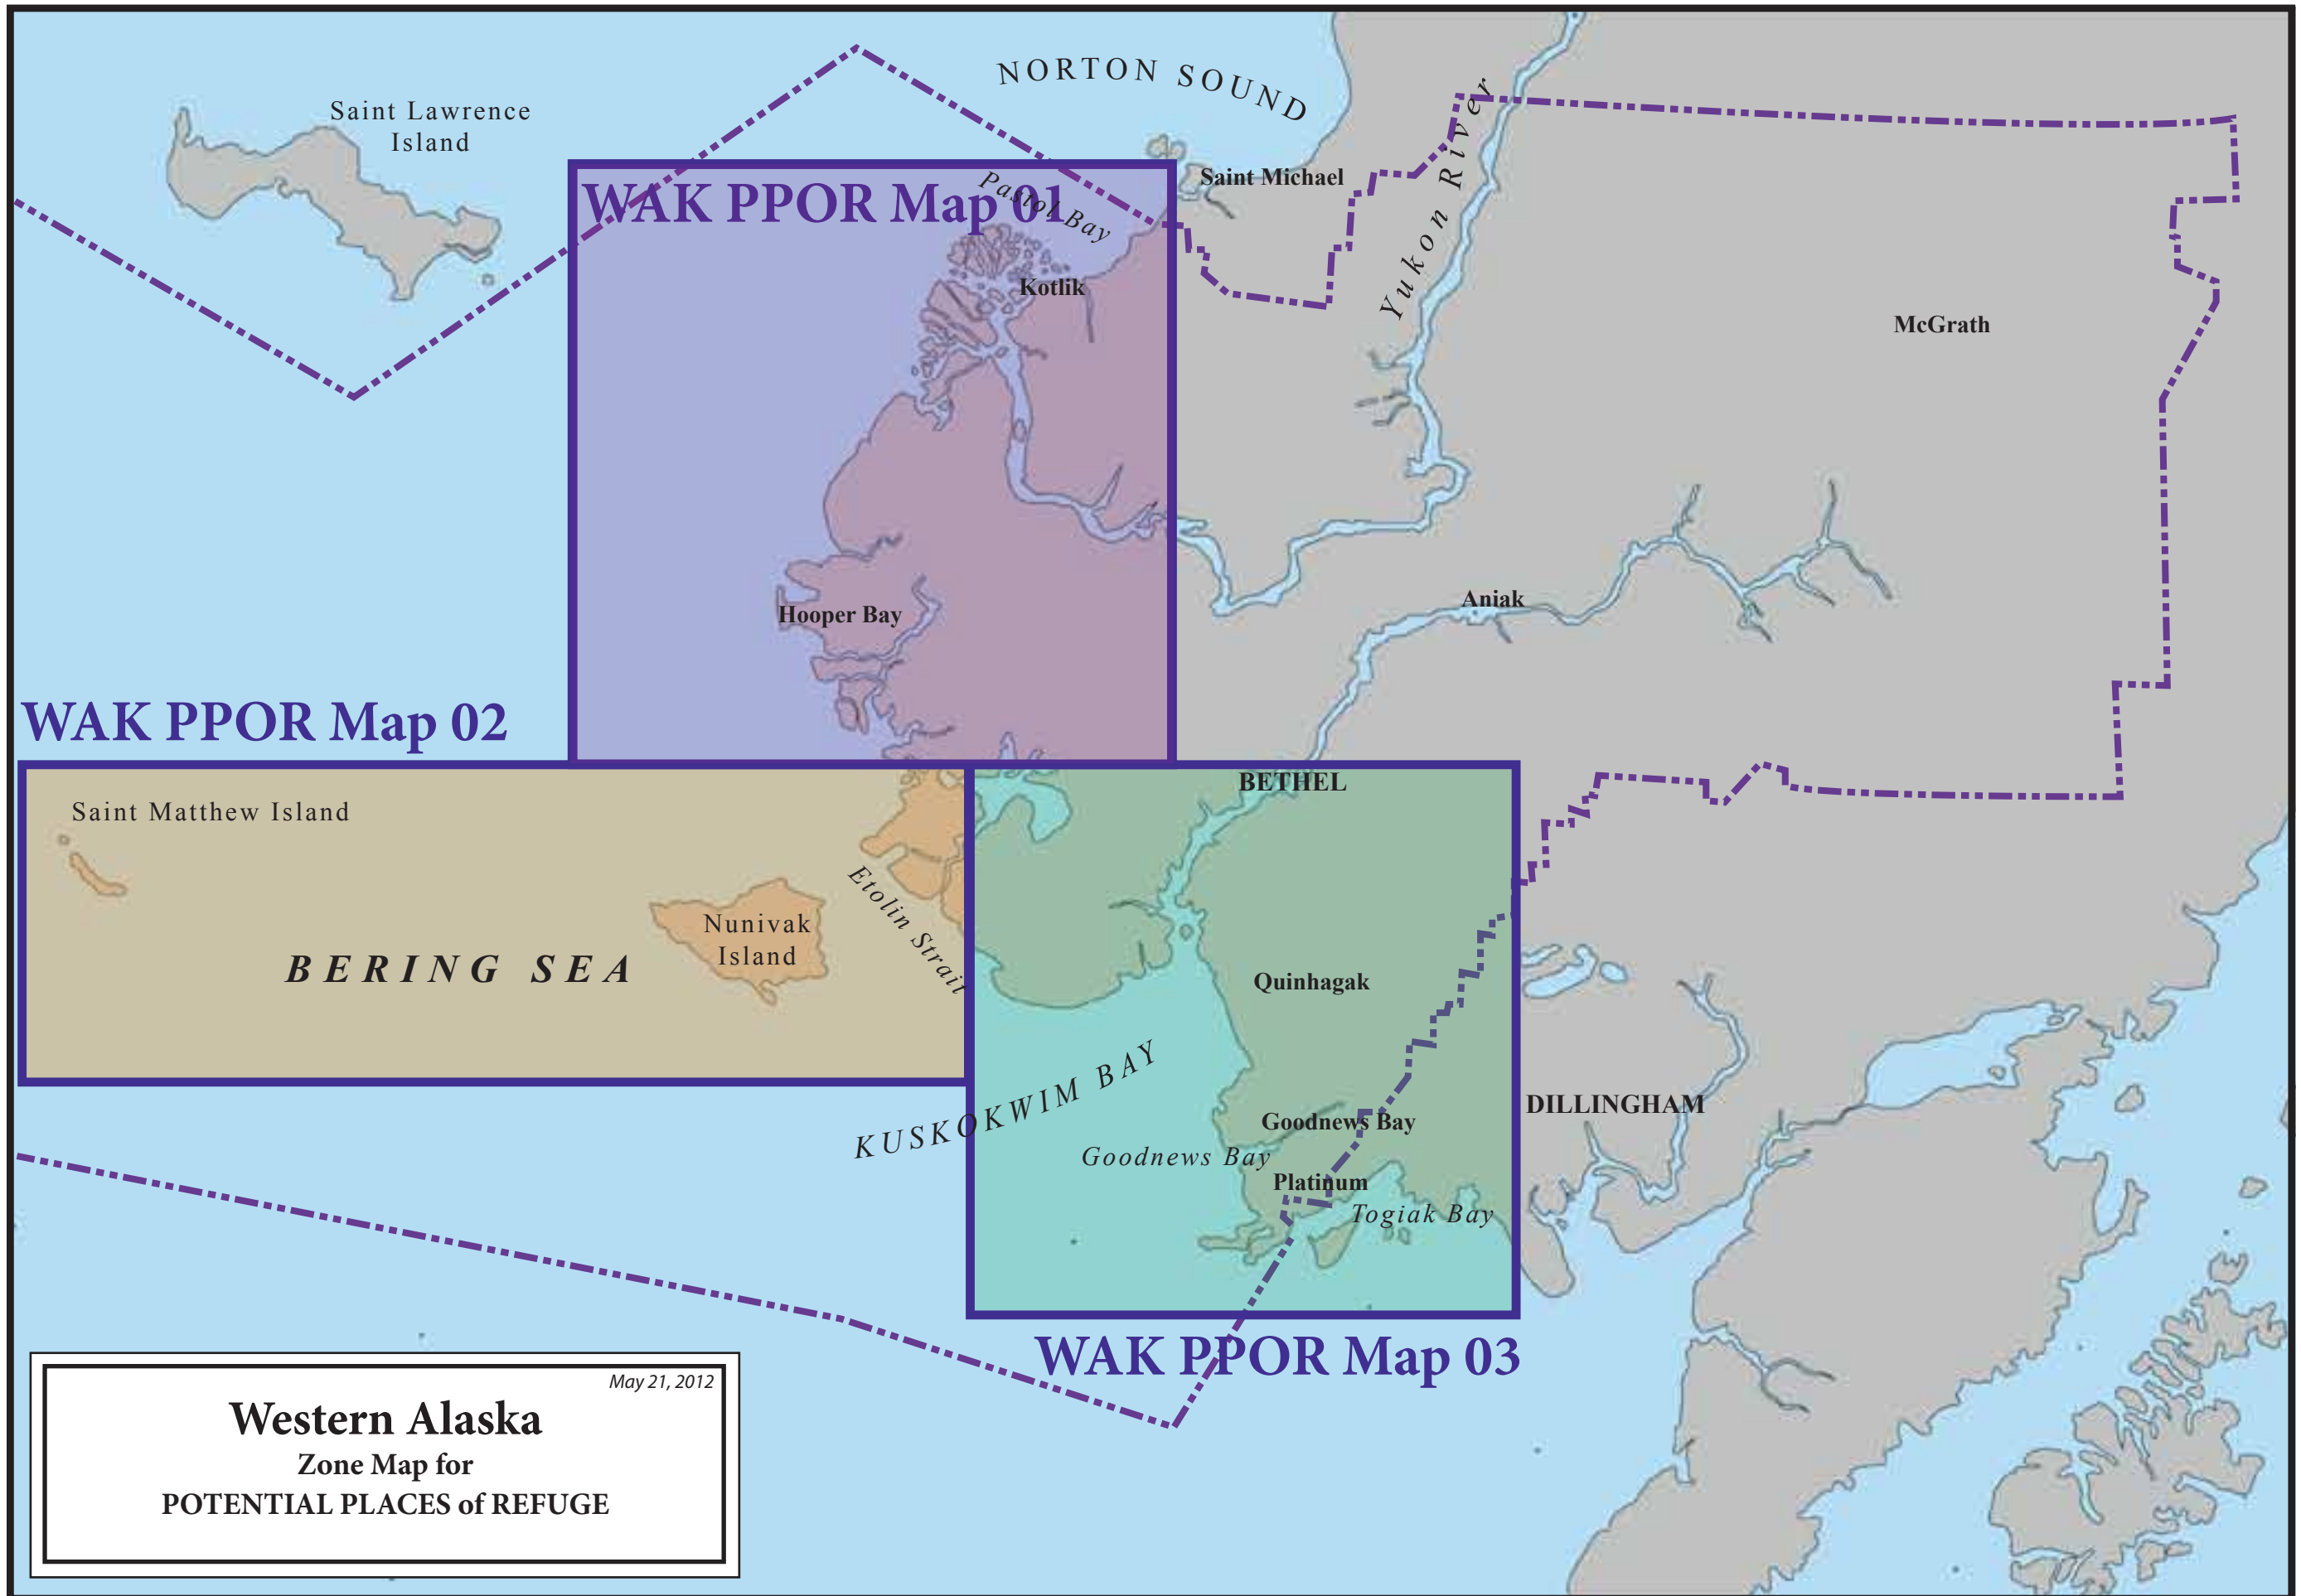 NORTON SOUND
Saint Lawrence
Island
Saint Michael
WAK PPOR Map 01
Pastol Bay
Yukon River
Kotlik
McGrath
Aniak
Hooper Bay
WAK PPOR Map 02
BETHEL
Saint Matthew Island
Etolin Strait
Nunivak
Island
BERING SEA
Quinhagak
KUSKOKWIM BAY
DILLINGHAM
Goodnews Bay
Goodnews Bay
Platinum
Togiak Bay
WAK PPOR Map 03
May 21, 2012
Western Alaska
Zone Map for
POTENTIAL PLACES of REFUGE